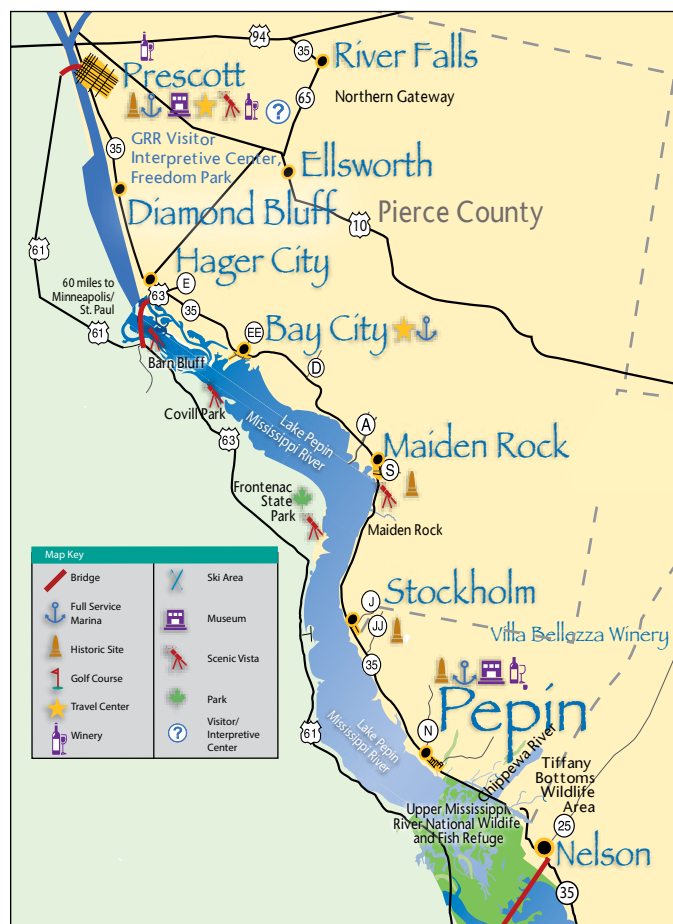 94
35
River Falls
Prescott
65
Northern Gateway
?
35
GRR Visitor
Interpretive Center,
Freedom Park
Ellsworth
Diamond Bluff
Pierce County
10
61
Hager City
E
60 miles to
Minneapolis/
St. Paul
63
35
61
EE
Bay City
Barn Bluff
D
Covill Park
63
Lake Pepin
Mississippi River
A
Maiden Rock
S
Frontenac
State
Park
Maiden Rock
Map Key
Bridge
Full Service
Marina
Historic Site
Golf Course
Travel Center
Winery
Ski Area
Museum
Scenic Vista
Park
?
Visitor/
Interpretive
Center
Stockholm
J
JJ
Villa Bellezza Winery
35
Pepin
61
Lake Pepin
Mississippi River
N
Chippewa River
Tiffany
Bottoms
Wildlife
Area
Upper Mississippi
River National Wildlife
and Fish Refuge
25
Nelson
35